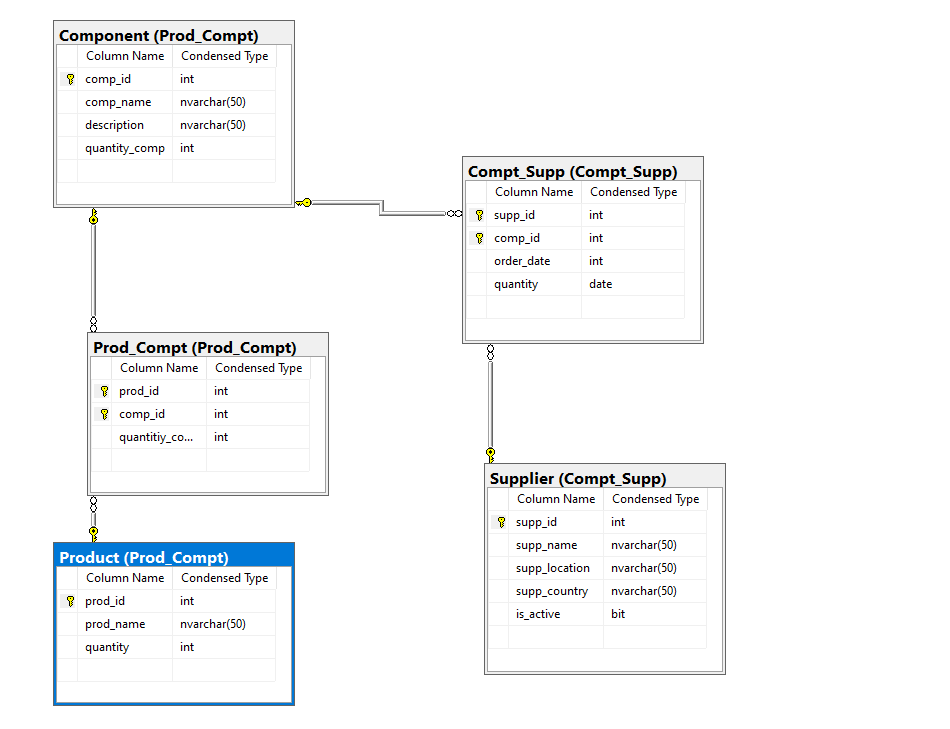 Component (Prod_Compt)
Column Name Condensed Type
comp_id int
comp_name nvarchar(50)
description nvarchar(50)
quantity_comp int
Compt_Supp (Compt_Supp)
Column Name Condensed Type
supp_id int
comp_id int
order_date int
quantity date
Prod_Compt (Prod_Compt)
Column Name Condensed Type
prod_id int
comp_id int
quantitiy_co... int
Supplier (Compt_Supp)
Column Name Condensed Type
supp_id int
supp_name nvarchar(50)
supp_location nvarchar(50)
supp_country nvarchar(50)
is_active bit
Product (Prod_Compt)
Column Name Condensed Type
prod_id int
prod_name nvarchar(50)
quantity int